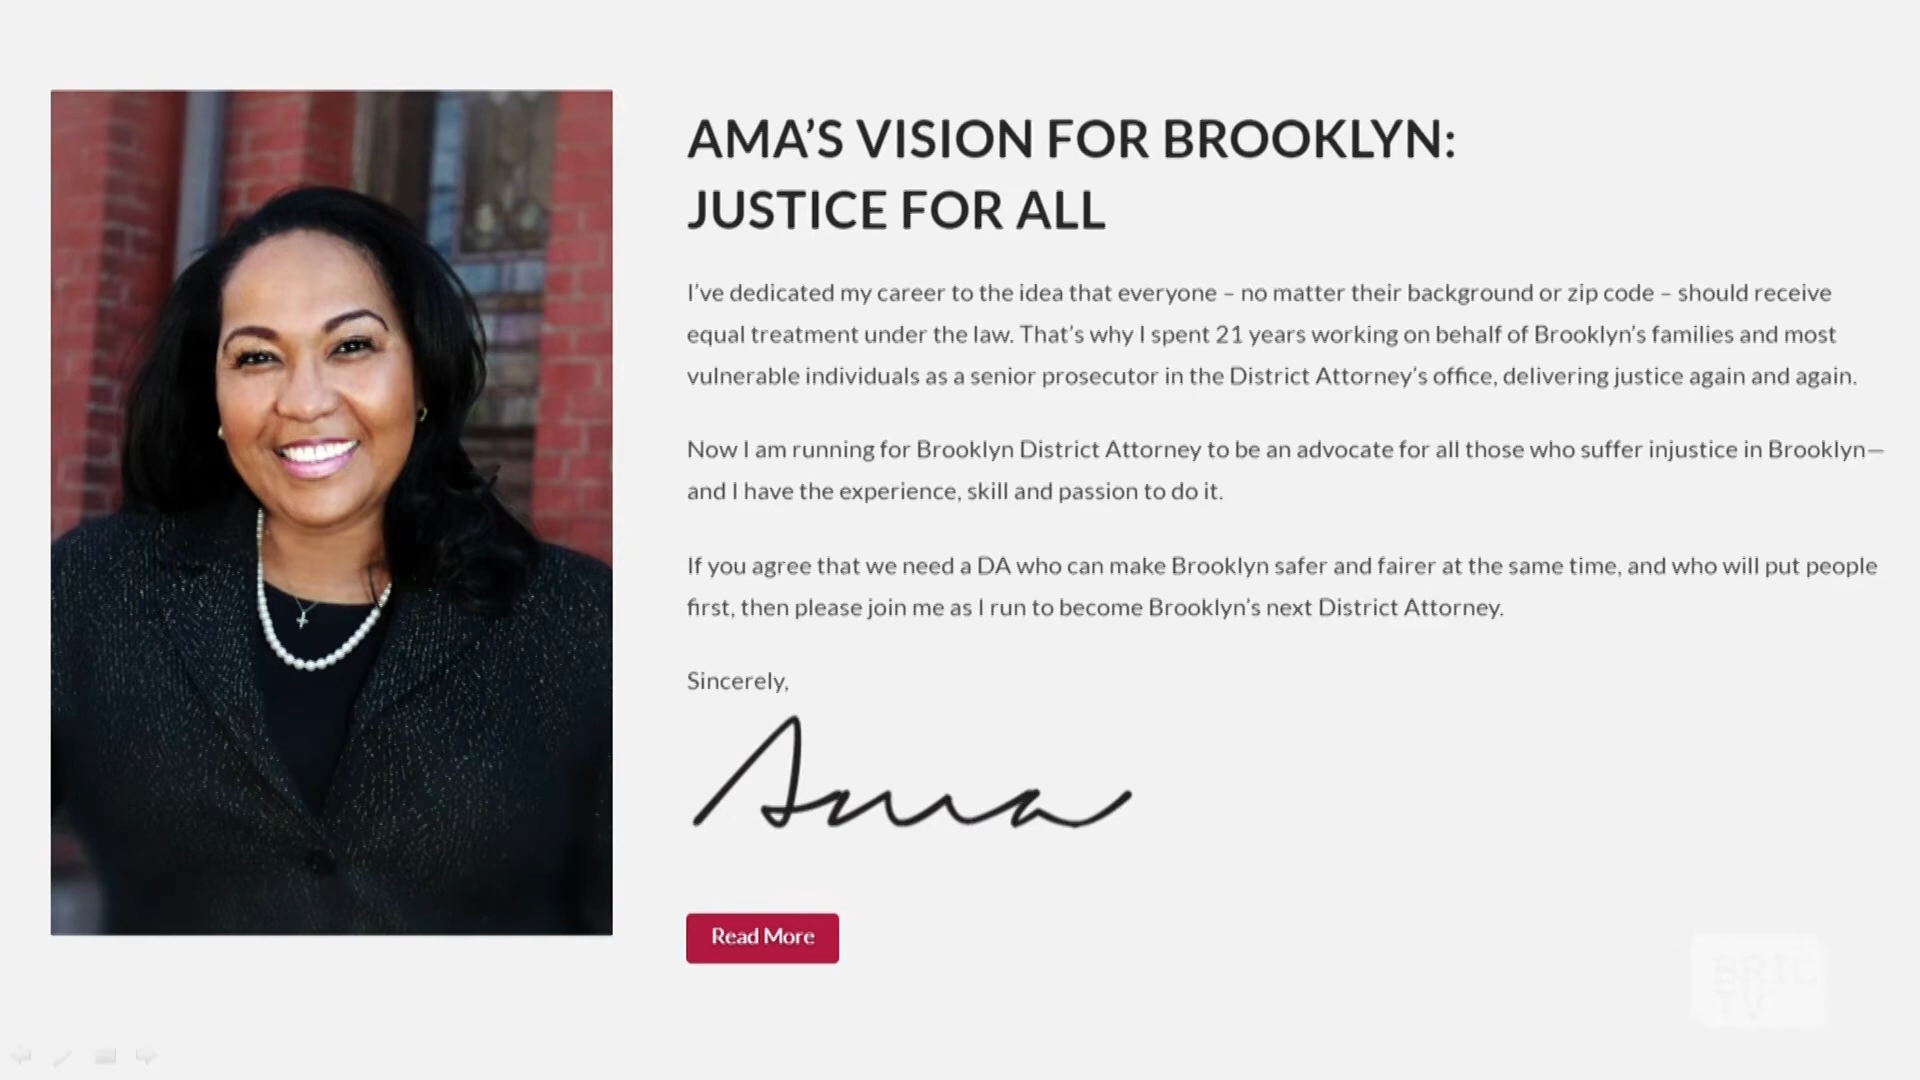 AMA’S VISION FOR BROOKLYN:
JUSTICE FOR ALL
I’ve dedicated my career to the idea that everyone – no matter their background or zip code – should receive
equal treatment under the law. That’s why I spent 21 years working on behalf of Brooklyn’s families and most
vulnerable individuals as a senior prosecutor in the District Attorney’s office, delivering justice again and again.
Now I am running for Brooklyn District Attorney to be an advocate for all those who suffer injustice in Brooklyn—
and I have the experience, skill and passion to do it.
If you agree that we need a DA who can make Brooklyn safer and fairer at the same time, and who will put people
first, then please join me as I run to become Brooklyn’s next District Attorney.
Sincerely,
Ama
Read More
BRIC
TV